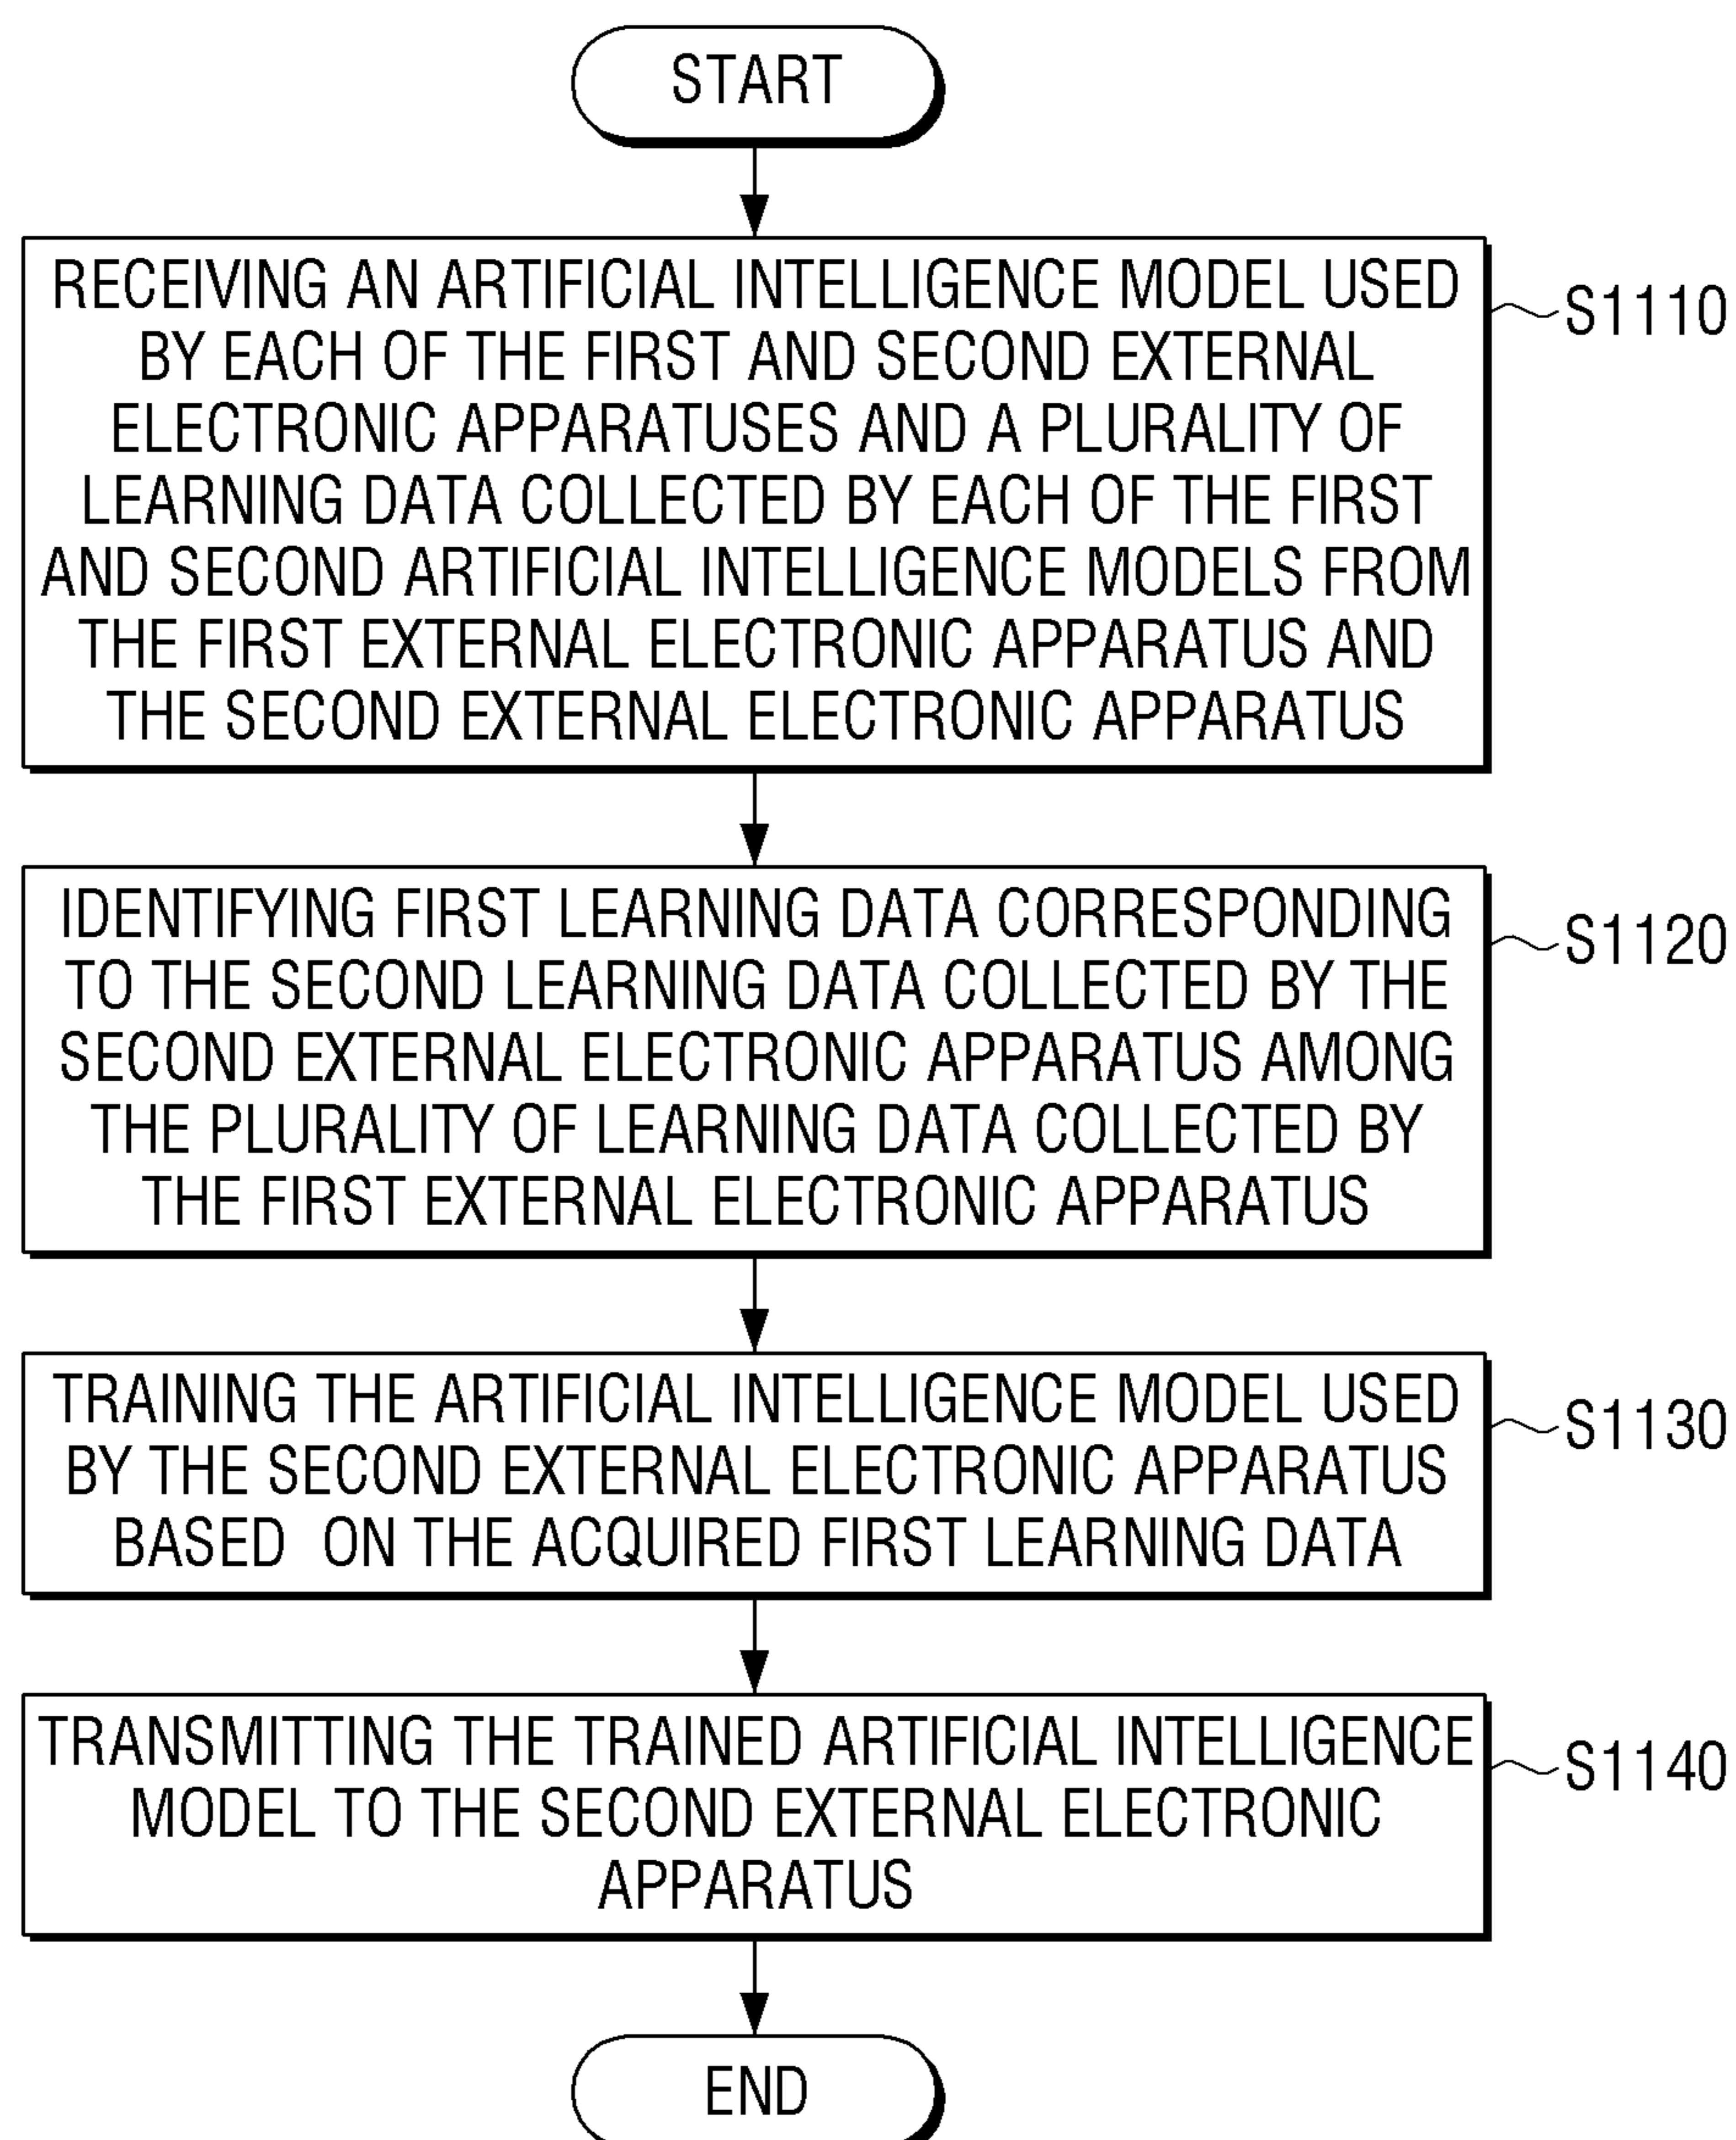 START
RECEIVING AN ARTIFICIAL INTELLIGENCE MODEL USED
BY EACH OF THE FIRST AND SECOND EXTERNAL
ELECTRONIC APPARATUSES AND A PLURALITY OF
LEARNING DATA COLLECTED BY EACH OF THE FIRST
AND SECOND ARTIFICIAL INTELLIGENCE MODELS FROM
THE FIRST EXTERNAL ELECTRONIC APPARATUS AND
THE SECOND EXTERNAL ELECTRONIC APPARATUS
S1110
IDENTIFYING FIRST LEARNING DATA CORRESPONDING
TO THE SECOND LEARNING DATA COLLECTED BY THE
SECOND EXTERNAL ELECTRONIC APPARATUS AMONG
THE PLURALITY OF LEARNING DATA COLLECTED BY
THE FIRST EXTERNAL ELECTRONIC APPARATUS
S1120
TRAINING THE ARTIFICIAL INTELLIGENCE MODEL USED
BY THE SECOND EXTERNAL ELECTRONIC APPARATUS
BASED ON THE ACQUIRED FIRST LEARNING DATA
S1130
TRANSMITTING THE TRAINED ARTIFICIAL INTELLIGENCE
MODEL TO THE SECOND EXTERNAL ELECTRONIC
APPARATUS
S1140
END